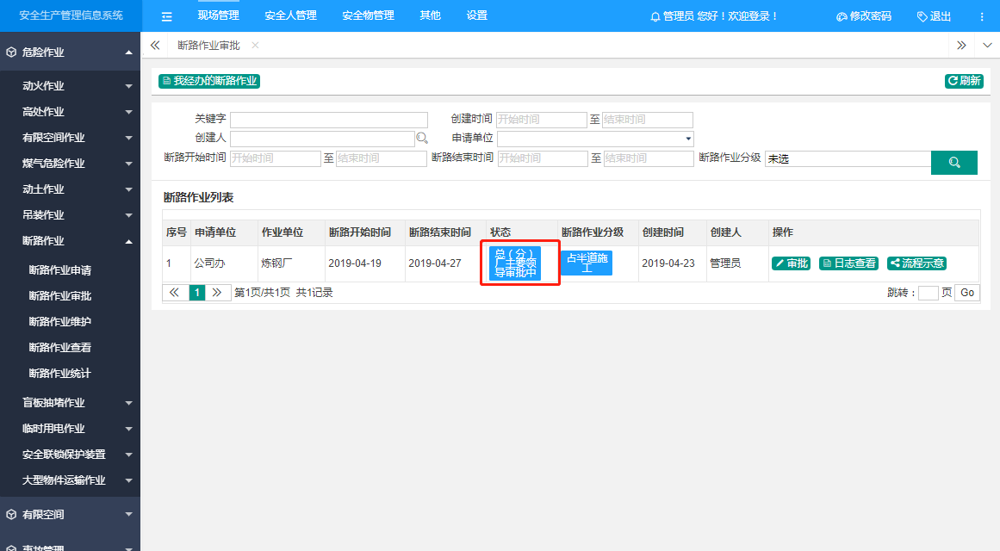 安全生产管理信息系统
现场管理 安全人管理 安全物管理 其他 设置
管理员 您好！欢迎登录！ 修改密码 退出
危险作业
动火作业
高处作业
有限空间作业
煤气危险作业
动土作业
吊装作业
断路作业
断路作业申请
断路作业审批
断路作业维护
断路作业查看
断路作业统计
盲板抽堵作业
临时用电作业
安全联锁保护装置
大型物件运输作业
有限空间
事故管理
断路作业审批
我经办的断路作业 刷新
关键字 创建时间 开始时间 至 结束时间
创建人 申请单位
断路开始时间 开始时间 至 结束时间 断路结束时间 开始时间 至 结束时间 断路作业分级 未选
断路作业列表
序号 申请单位 作业单位 断路开始时间 断路结束时间 状态 断路作业分级 创建时间 创建人 操作
1 公司办 炼钢厂 2019-04-19 2019-04-27
总（分）
厂主要领
导审批中
占半道施
工
2019-04-23 管理员 审批 日志查看 流程示意
1 第1页/共1页 共1记录 跳转： 页 Go